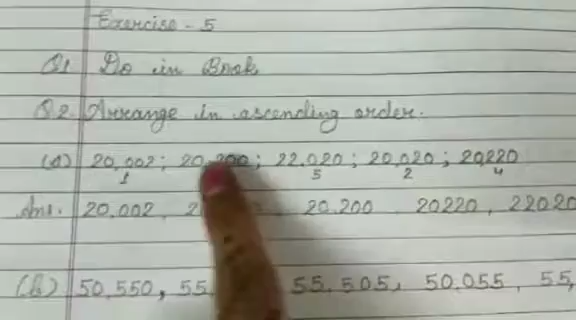 Exercise - 5
Q1 Do in Book
Q2. Arrange in ascending order.
(a) 20,002; 20,200; 22,020; 20,020; 20,220
1 5 2 4
Ans. 20,002, 20,200 20220, 22020
(b) 50,550, 55, 55,505, 50,055, 55,